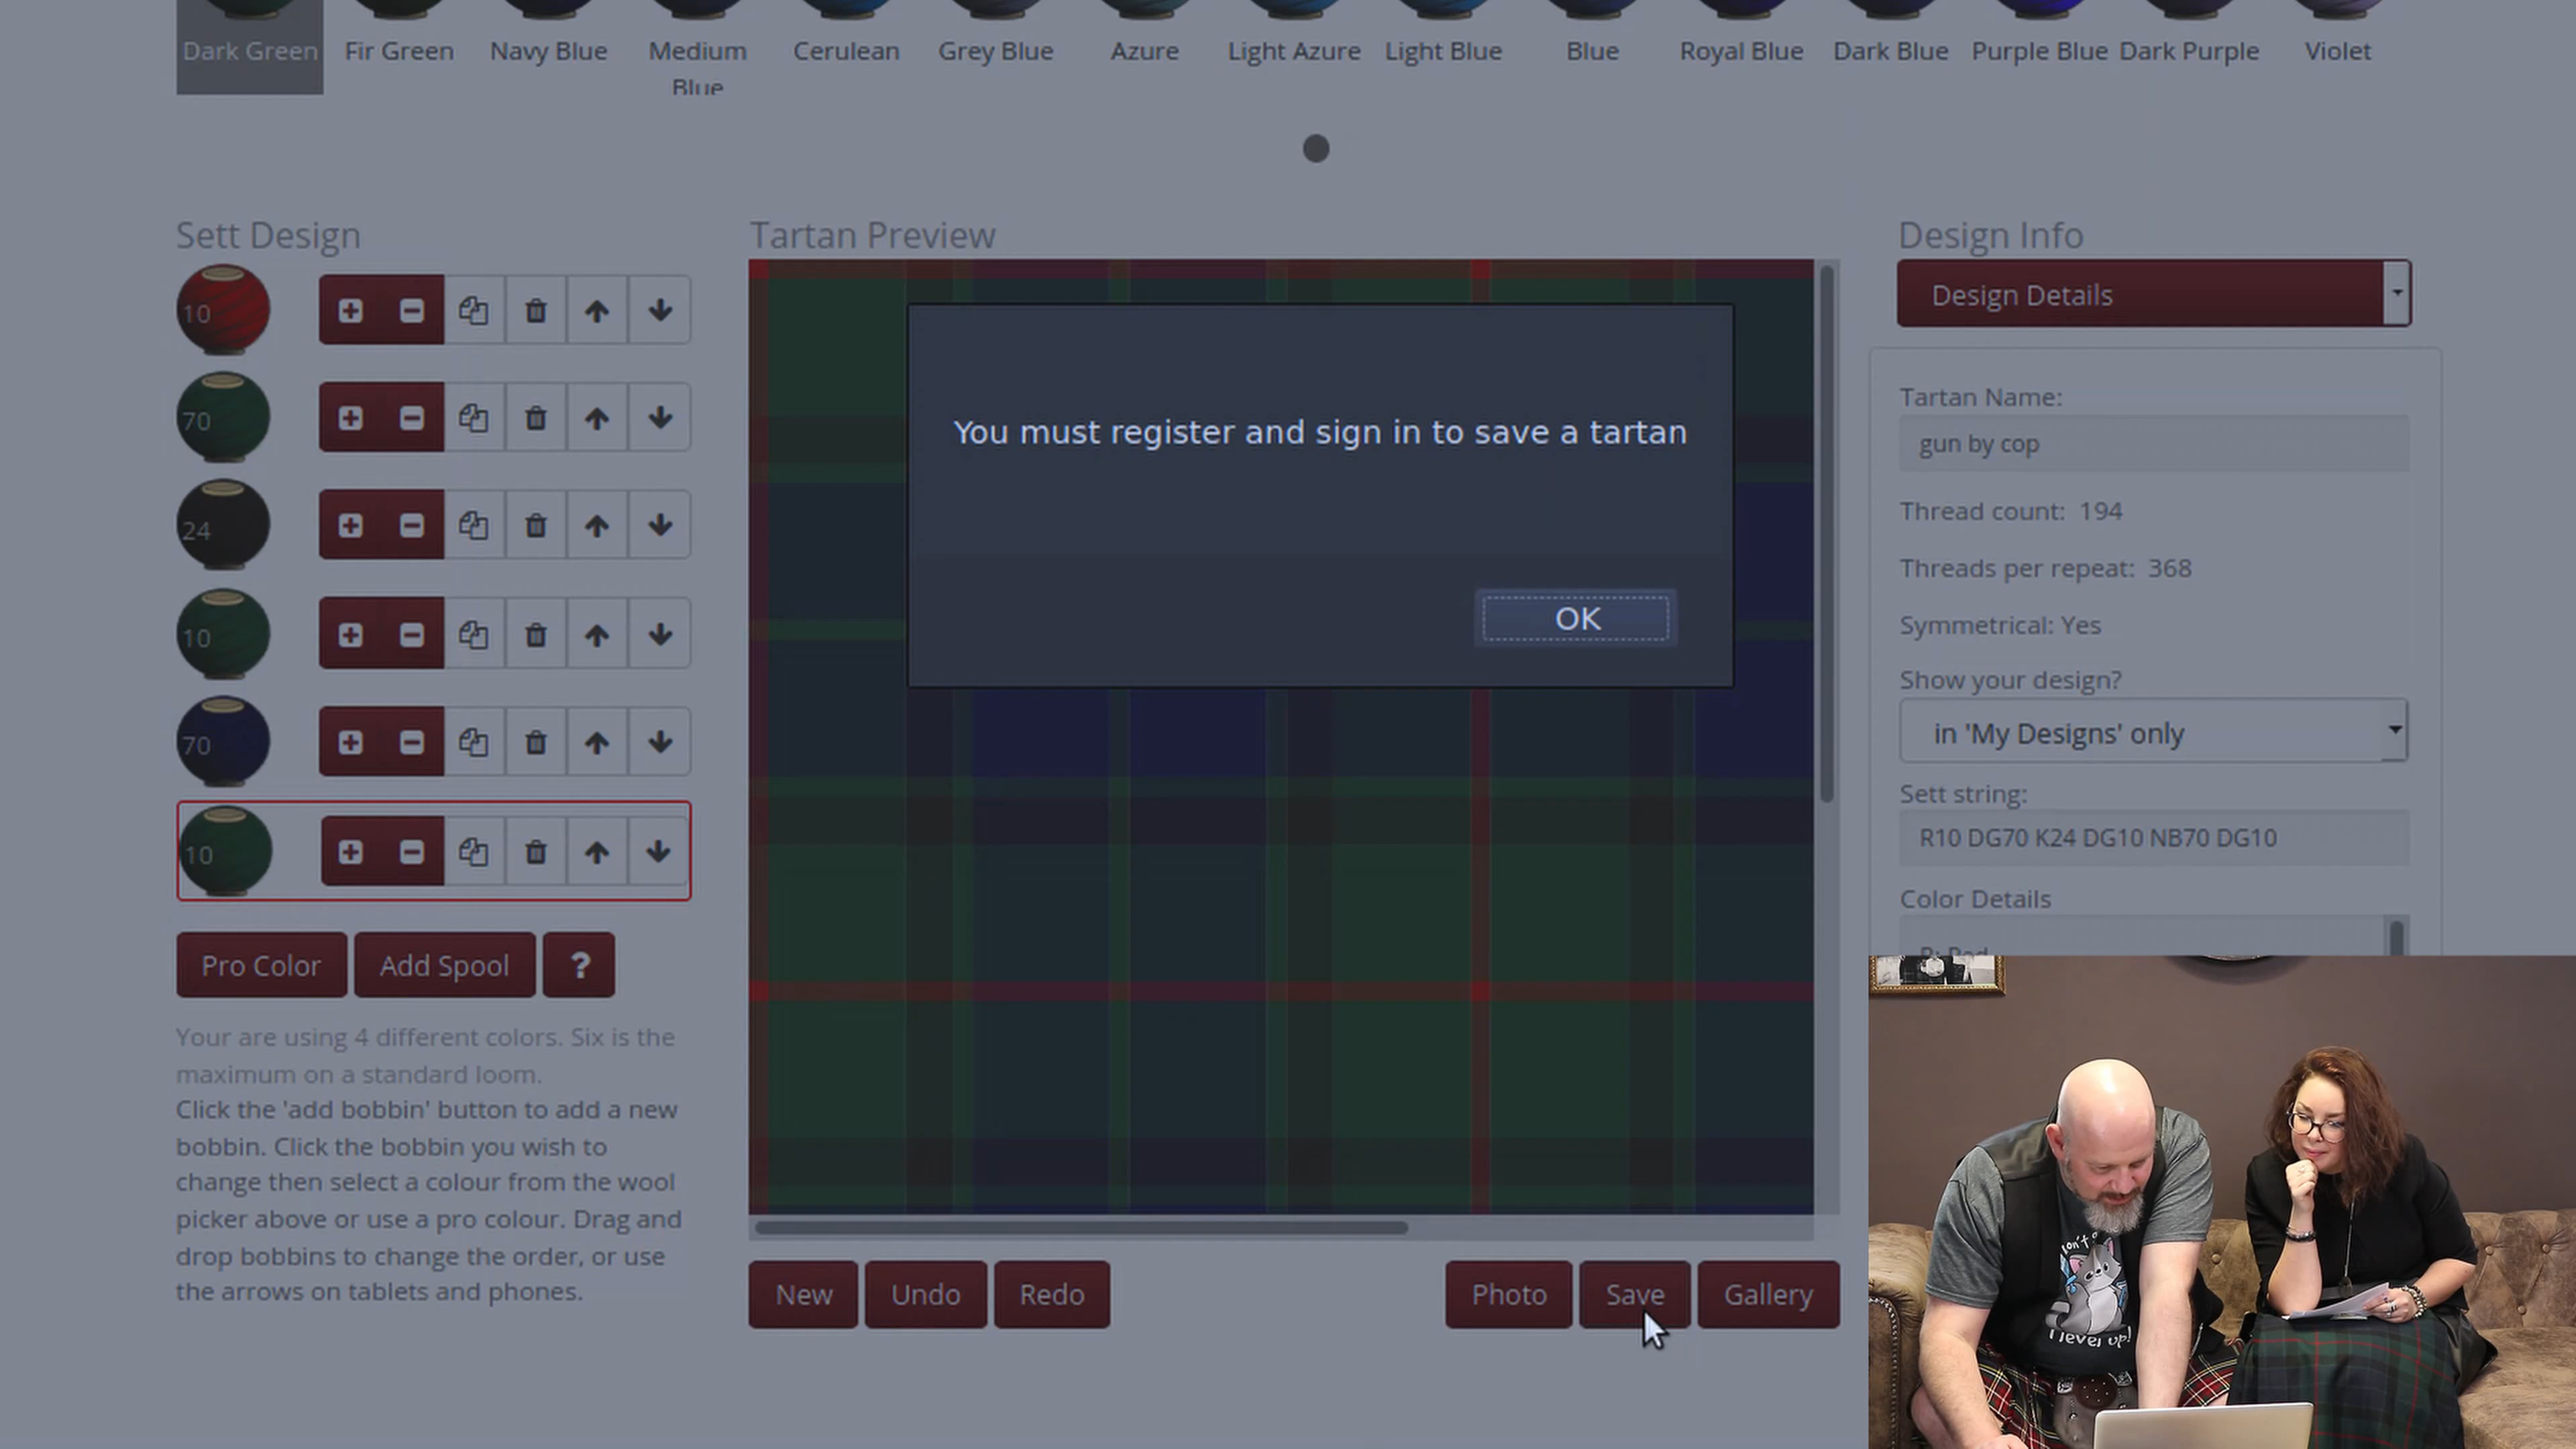 Dark Green
Fir Green
Navy Blue
Medium
Blue
Cerulean
Grey Blue
Azure
Light Azure
Light Blue
Blue
Royal Blue
Dark Blue
Purple Blue
Dark Purple
Violet
Sett Design
Tartan Preview
Design Info
10
70
24
10
70
10
Pro Color
Add Spool
?
Your are using 4 different colors. Six is the
maximum on a standard loom.
Click the 'add bobbin' button to add a new
bobbin. Click the bobbin you wish to
change then select a colour from the wool
picker above or use a pro colour. Drag and
drop bobbins to change the order, or use
the arrows on tablets and phones.
You must register and sign in to save a tartan
OK
New
Undo
Redo
Photo
Save
Gallery
Design Details
Tartan Name:
gun by cop
Thread count: 194
Threads per repeat: 368
Symmetrical: Yes
Show your design?
in 'My Designs' only
Sett string:
R10 DG70 K24 DG10 NB70 DG10
Color Details
R: Red
I level up!